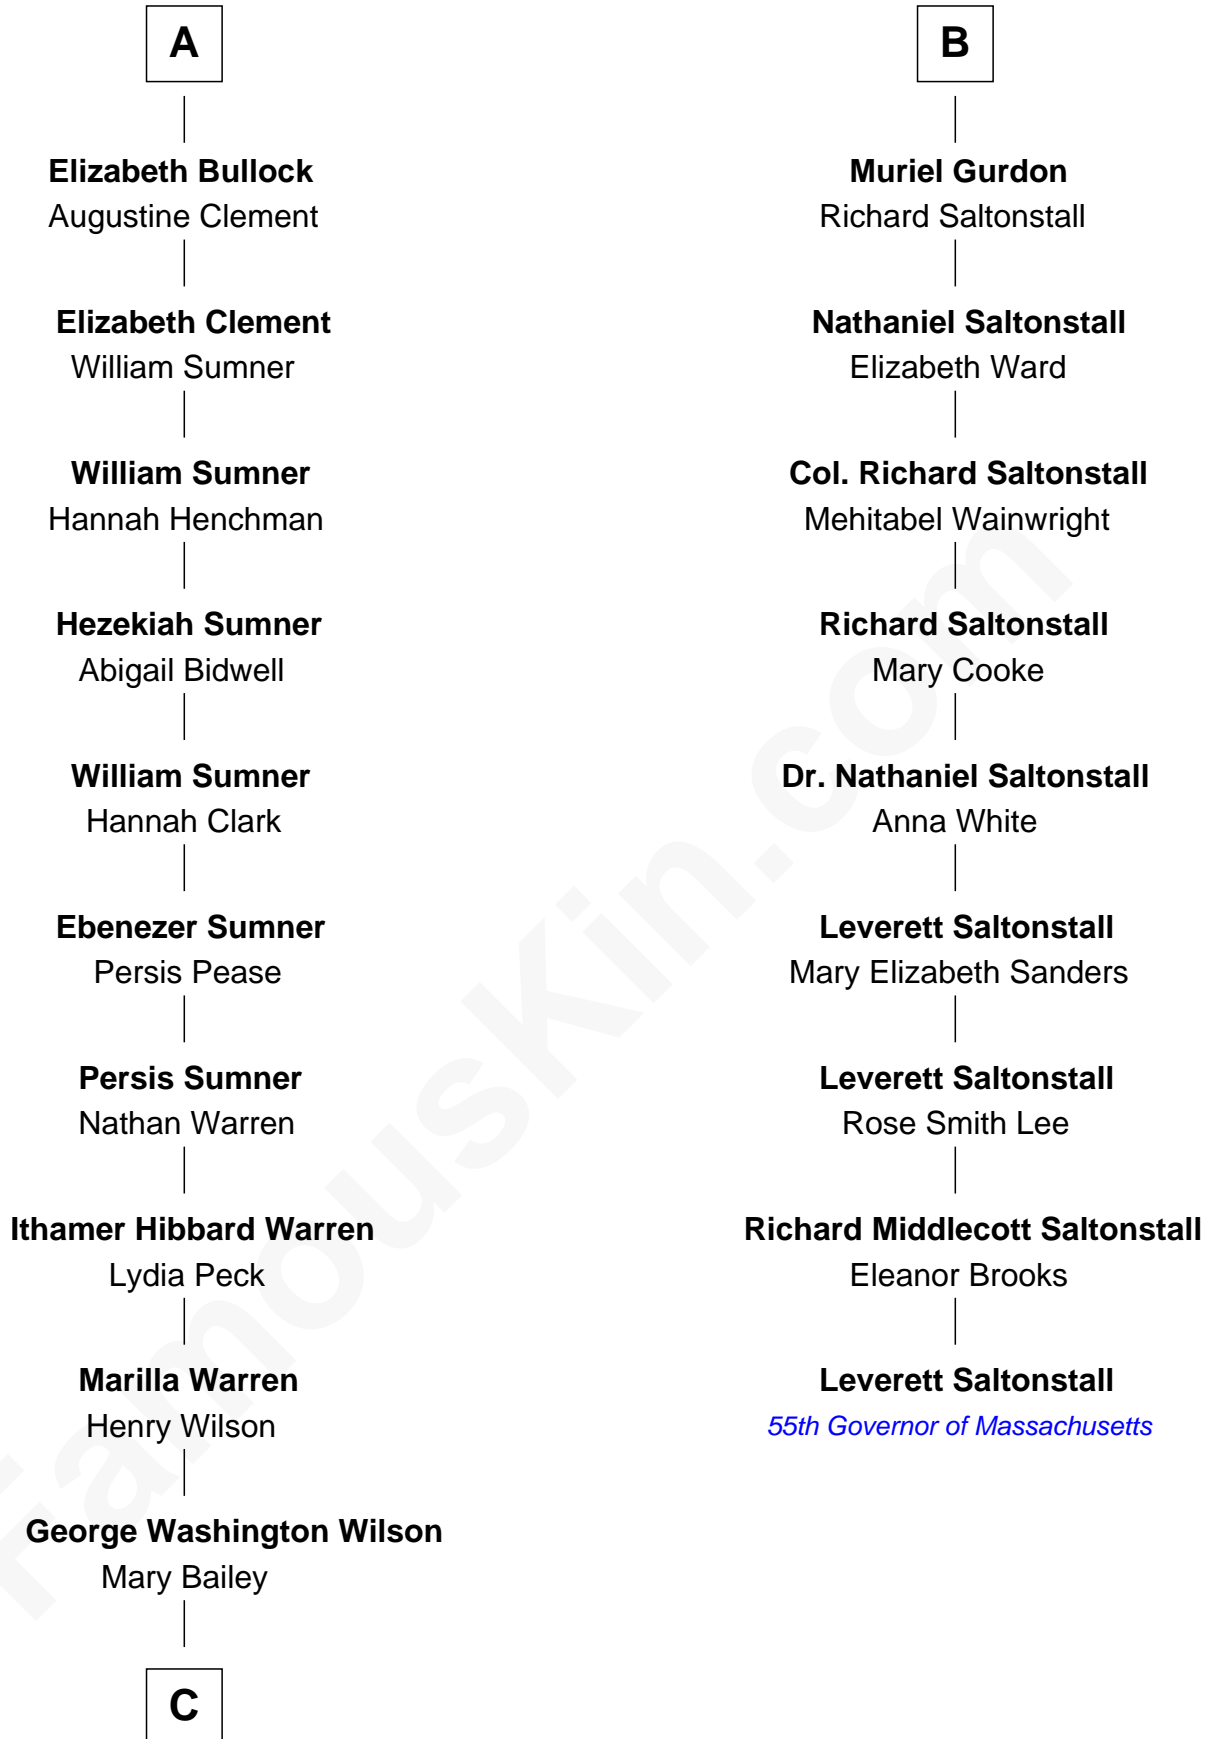 A
Elizabeth Bullock
Augustine Clement
Elizabeth Clement
William Sumner
William Sumner
Hannah Henchman
Hezekiah Sumner
Abigail Bidwell
William Sumner
Hannah Clark
Ebenezer Sumner
Persis Pease
Persis Sumner
Nathan Warren
Ithamer Hibbard Warren
Lydia Peck
Marilla Warren
Henry Wilson
George Washington Wilson
Mary Bailey
C
B
Muriel Gurdon
Richard Saltonstall
Nathaniel Saltonstall
Elizabeth Ward
Col. Richard Saltonstall
Mehitabel Wainwright
Richard Saltonstall
Mary Cooke
Dr. Nathaniel Saltonstall
Anna White
Leverett Saltonstall
Mary Elizabeth Sanders
Leverett Saltonstall
Rose Smith Lee
Richard Middlecott Saltonstall
Eleanor Brooks
Leverett Saltonstall
55th Governor of Massachusetts
FamousKin.com